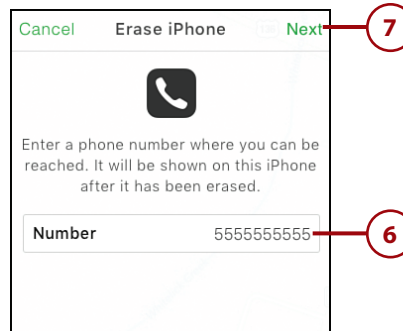 Cancel Erase iPhone Next 7
Enter a phone number where you can be
reached. It will be shown on this iPhone
after it has been erased.
Number 5555555555 6